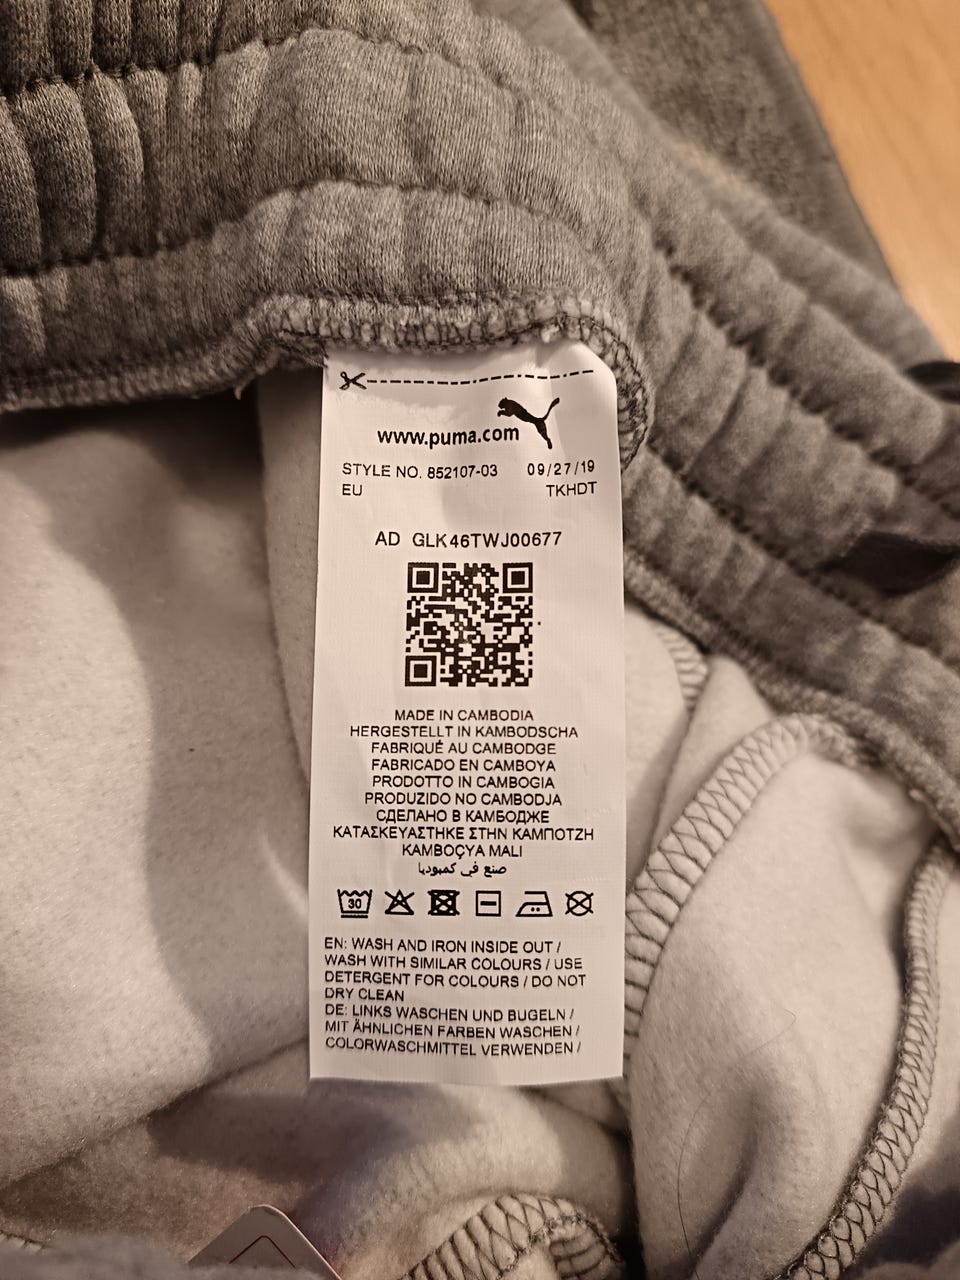 www.puma.com
STYLE NO. 852107-03 09/27/19
EU TKHDT
AD GLK46TWJ00677
MADE IN CAMBODIA
HERGESTELLT IN KAMBODSCHA
FABRIQUÉ AU CAMBODGE
FABRICADO EN CAMBOYA
PRODOTTO IN CAMBOGIA
PRODUZIDO NO CAMBODJA
СДЕЛАНО В КАМБОДЖЕ
ΚΑΤΑΣΚΕΥΑΣΤΗΚΕ ΣΤΗΝ ΚΑΜΠΟΤΖΗ
KAMBOÇYA MALI
صنع في كمبوديا
30
EN: WASH AND IRON INSIDE OUT /
WASH WITH SIMILAR COLOURS / USE
DETERGENT FOR COLOURS / DO NOT
DRY CLEAN
DE: LINKS WASCHEN UND BUGELN /
MIT ÄHNLICHEN FARBEN WASCHEN /
COLORWASCHMITTEL VERWENDEN /